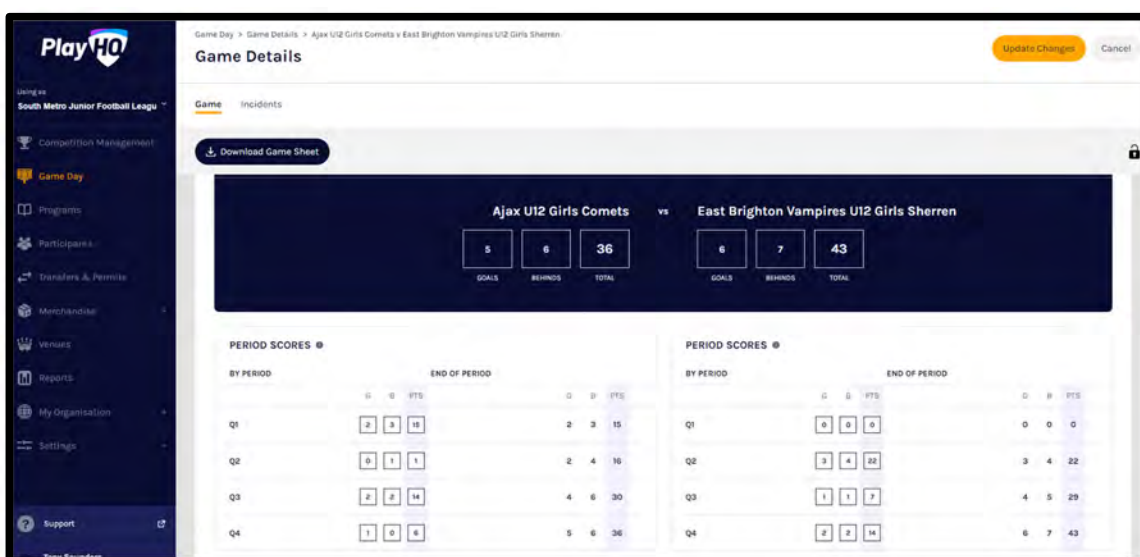 PlayHQ
Using as
South Metro Junior Football Leagu
Competition Management
Game Day
Programs
Participants
Transfers & Permits
Merchandise
Venues
Reports
My Organisation
Settings
Support
Tony Saunders
Game Day > Game Details > Ajax U12 Girls Comets v East Brighton Vampires U12 Girls Sherren
Game Details
Update Changes
Cancel
Game Incidents
Download Game Sheet
Ajax U12 Girls Comets vs East Brighton Vampires U12 Girls Sherren
5 6 36 6 7 43
GOALS BEHINDS TOTAL GOALS BEHINDS TOTAL
PERIOD SCORES
BY PERIOD END OF PERIOD
G B PTS G B PTS
Q1 2 3 15 2 3 15
Q2 0 1 1 2 4 16
Q3 2 2 14 4 6 30
Q4 1 0 6 5 6 36
PERIOD SCORES
BY PERIOD END OF PERIOD
G B PTS G B PTS
Q1 0 0 0 0 0 0
Q2 3 4 22 3 4 22
Q3 1 1 7 4 5 29
Q4 2 2 14 6 7 43